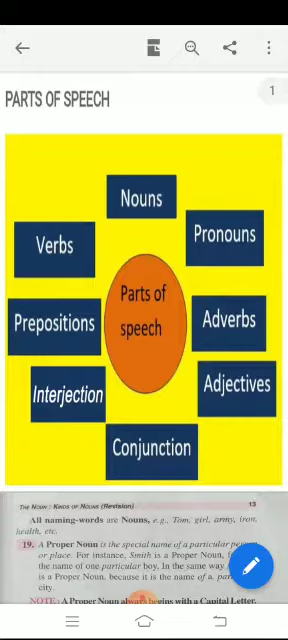 PARTS OF SPEECH
1
Nouns
Verbs
Pronouns
Parts of
speech
Prepositions
Adverbs
Interjection
Adjectives
Conjunction
THE NOUN : KINDS OF NOUNS (Revision) 13
All naming-words are Nouns, e.g., Tom, girl, army, iron,
health, etc.
19. A Proper Noun is the special name of a particular
or place. For instance, Smith is a Proper Noun,
the name of one particular boy. In the same way
is a Proper Noun, because it is the name of a
city.
NOTE: A Proper Noun always begins with a Capital Letter.